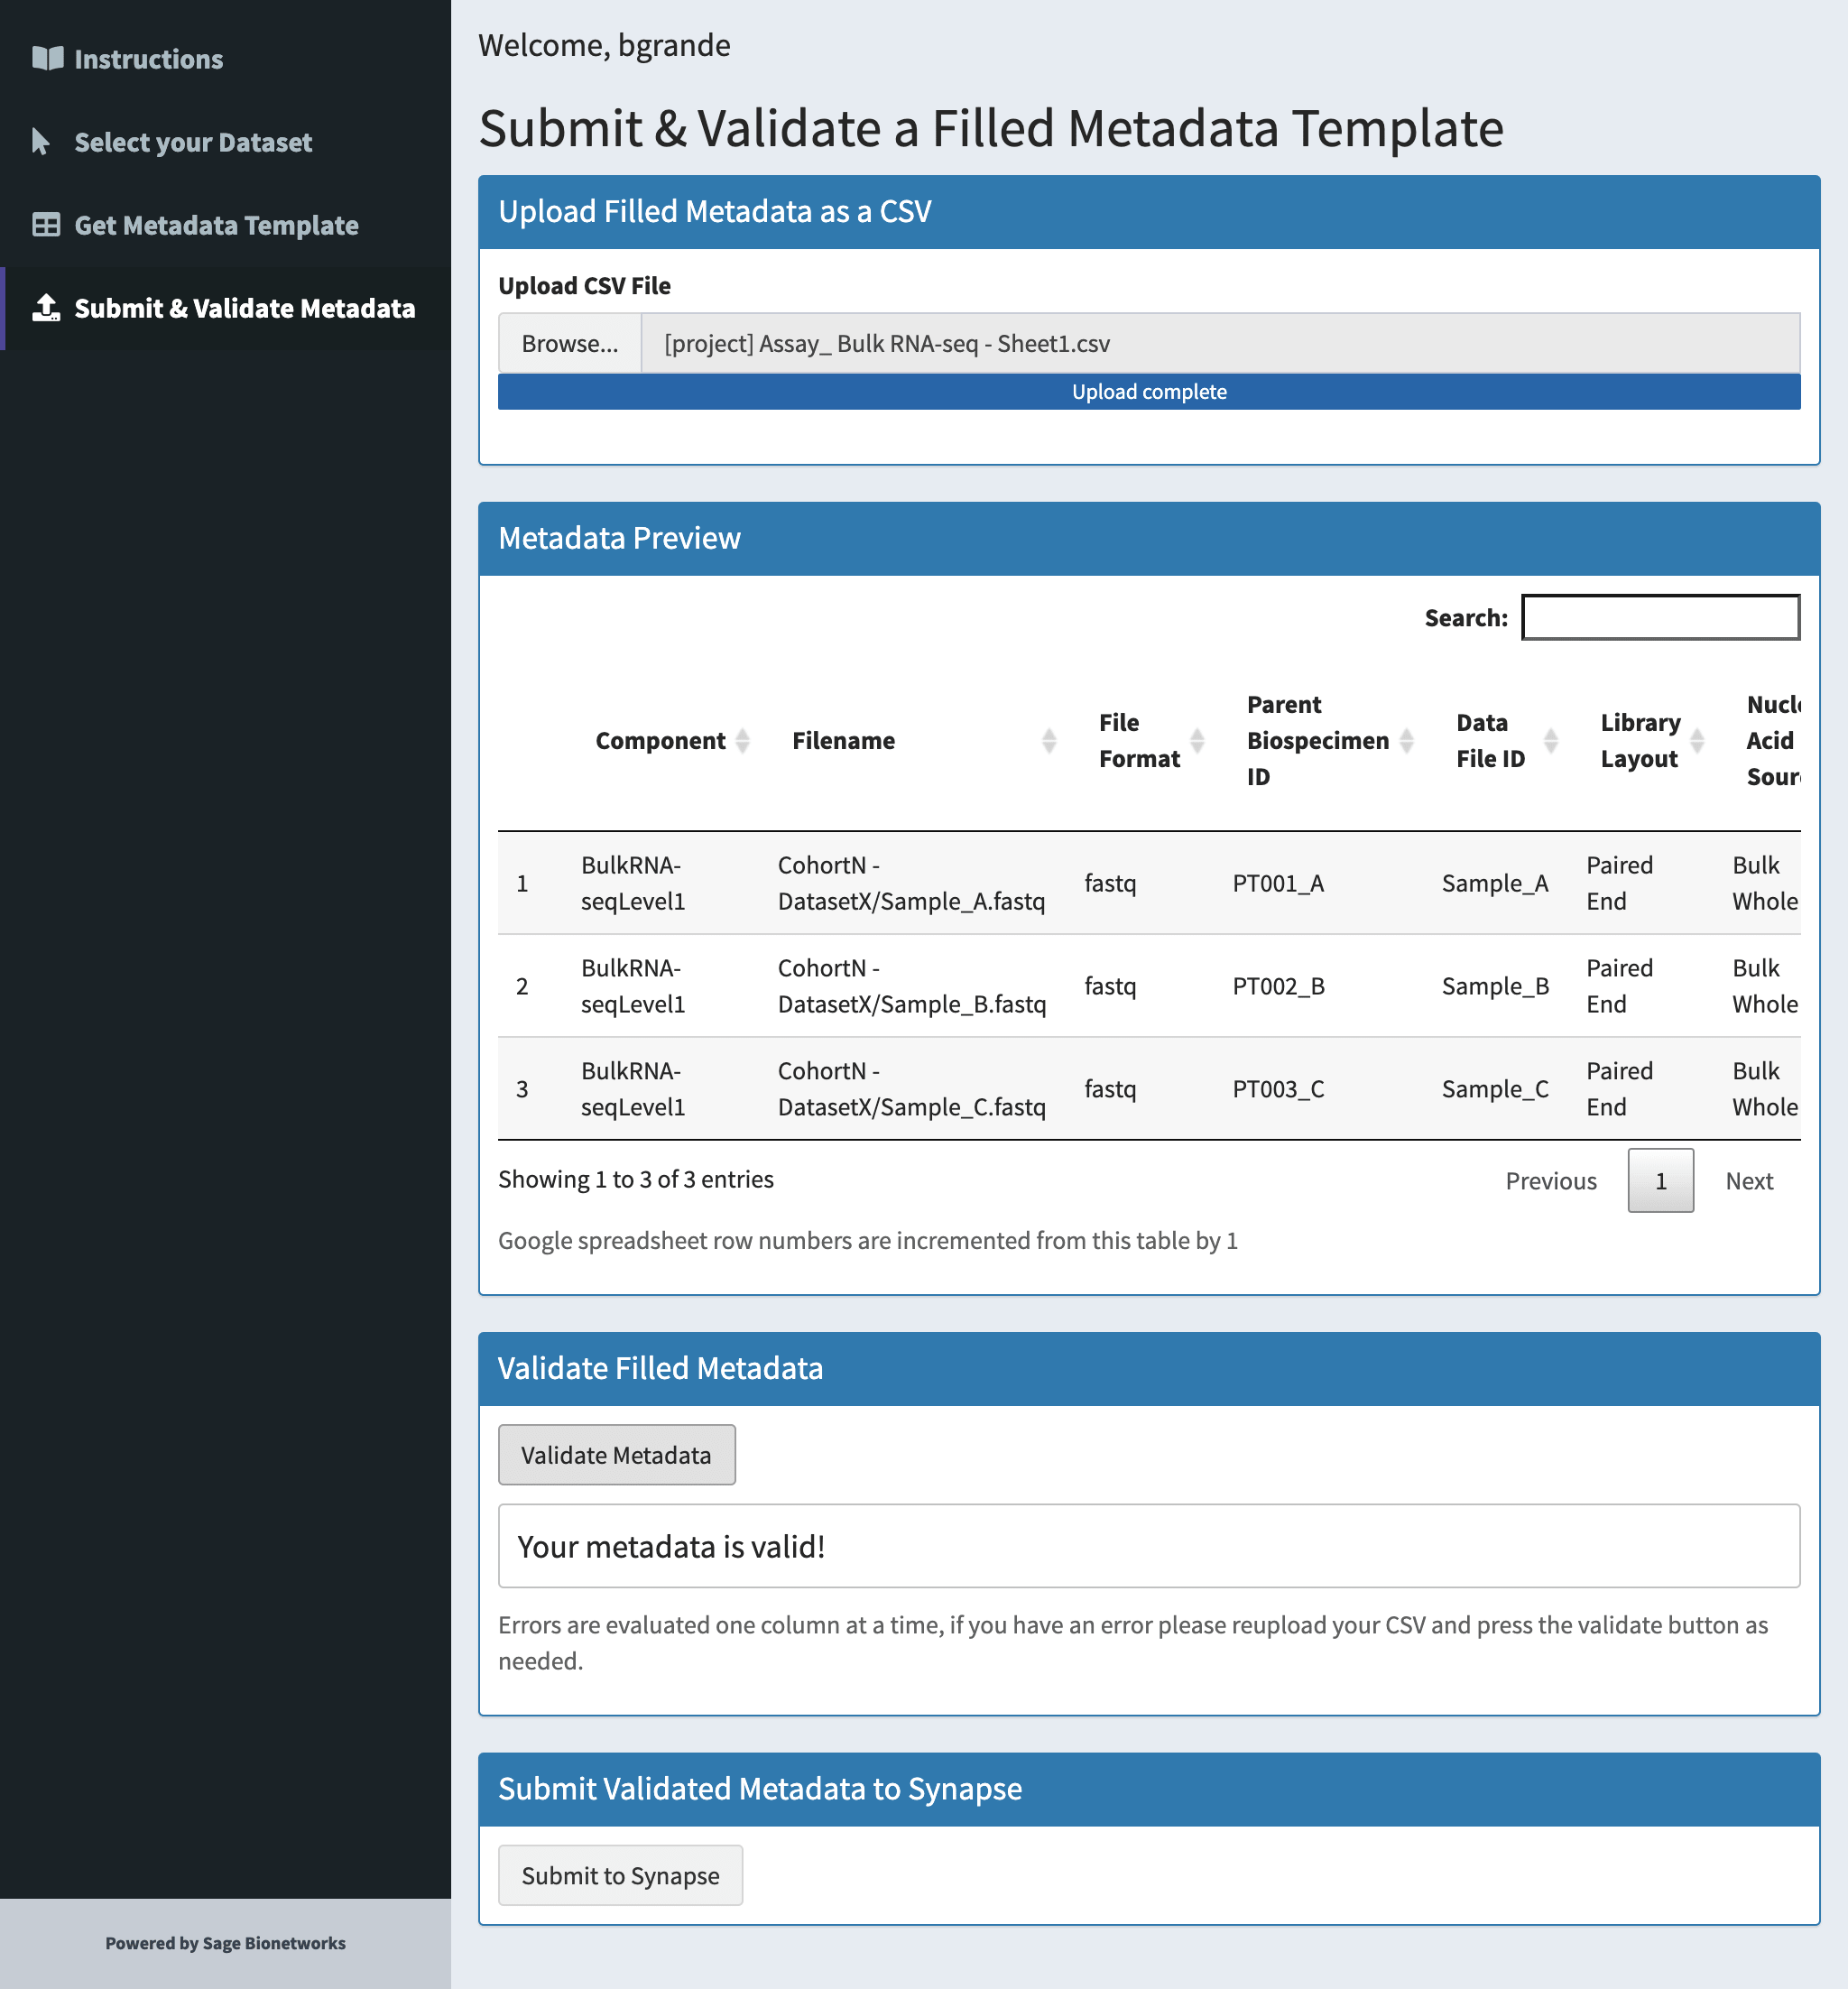 Instructions
Select your Dataset
Get Metadata Template
Submit & Validate Metadata
Powered by Sage Bionetworks
Welcome, bgrande
Submit & Validate a Filled Metadata Template
Upload Filled Metadata as a CSV
Upload CSV File
Browse... [project] Assay_ Bulk RNA-seq - Sheet1.csv
Upload complete
Metadata Preview
Search:
Component Filename File Format Parent Biospecimen ID Data File ID Library Layout Acid
1 BulkRNA-seqLevel1 CohortN - DatasetX/Sample_A.fastq fastq PT001_A Sample_A Paired End Bulk Whole
2 BulkRNA-seqLevel1 CohortN - DatasetX/Sample_B.fastq fastq PT002_B Sample_B Paired End Bulk Whole
3 BulkRNA-seqLevel1 CohortN - DatasetX/Sample_C.fastq fastq PT003_C Sample_C Paired End Bulk Whole
Showing 1 to 3 of 3 entries
Previous 1 Next
Google spreadsheet row numbers are incremented from this table by 1
Validate Filled Metadata
Validate Metadata
Your metadata is valid!
Errors are evaluated one column at a time, if you have an error please reupload your CSV and press the validate button as
needed.
Submit Validated Metadata to Synapse
Submit to Synapse